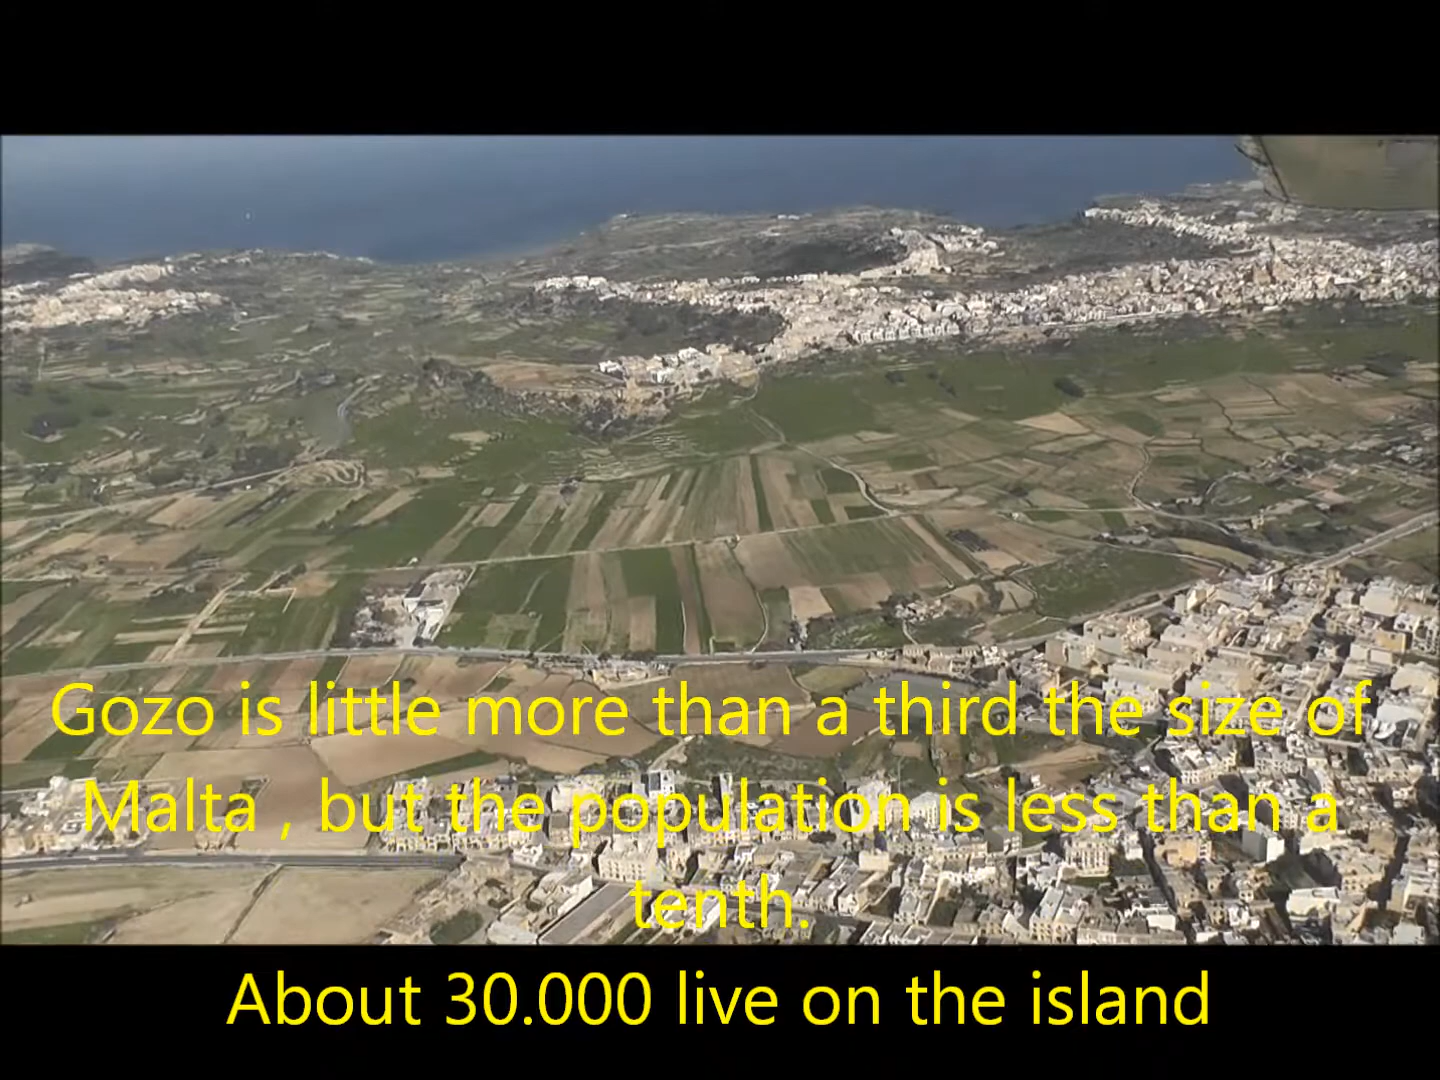 Gozo is little more than a third the size of
Malta , but the population is less than a
tenth.
About 30.000 live on the island